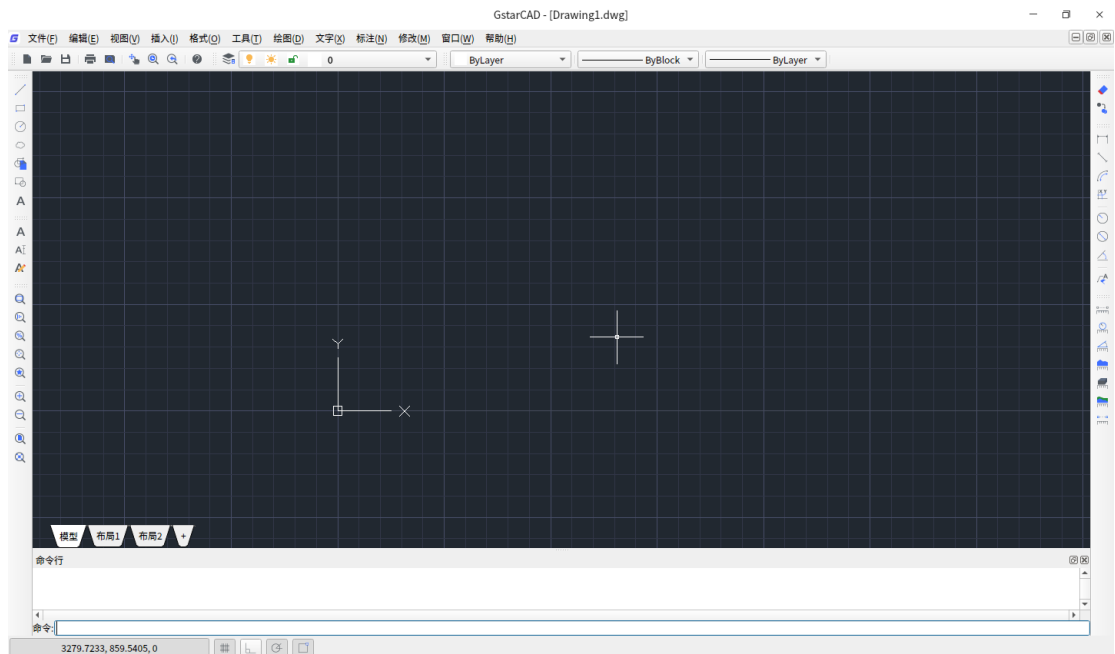 GstarCAD - [Drawing1.dwg]
文件(F) 编辑(E) 视图(V) 插入(I) 格式(O) 工具(T) 绘图(D) 文字(X) 标注(N) 修改(M) 窗口(W) 帮助(H)
0 ByLayer ByBlock ByLayer
A
A
A
Y
X
模型 布局1 布局2 +
命令行
命令:
3279.7233, 859.5405, 0